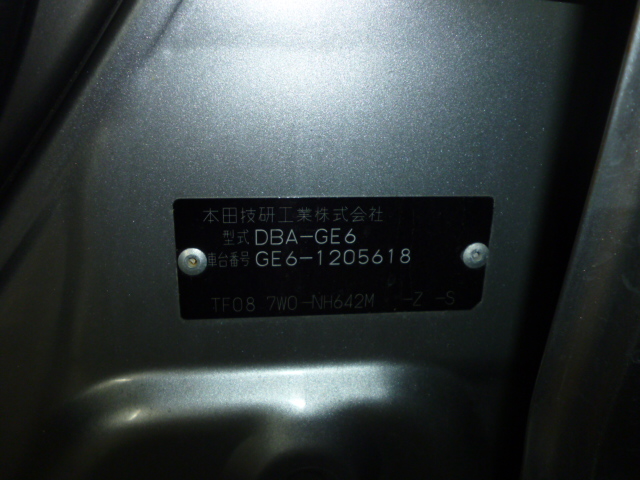 本田技研工業株式会社
型式 DBA-GE6
車台番号 GE6-1205618
TF08 7W0-NH642M -Z -S